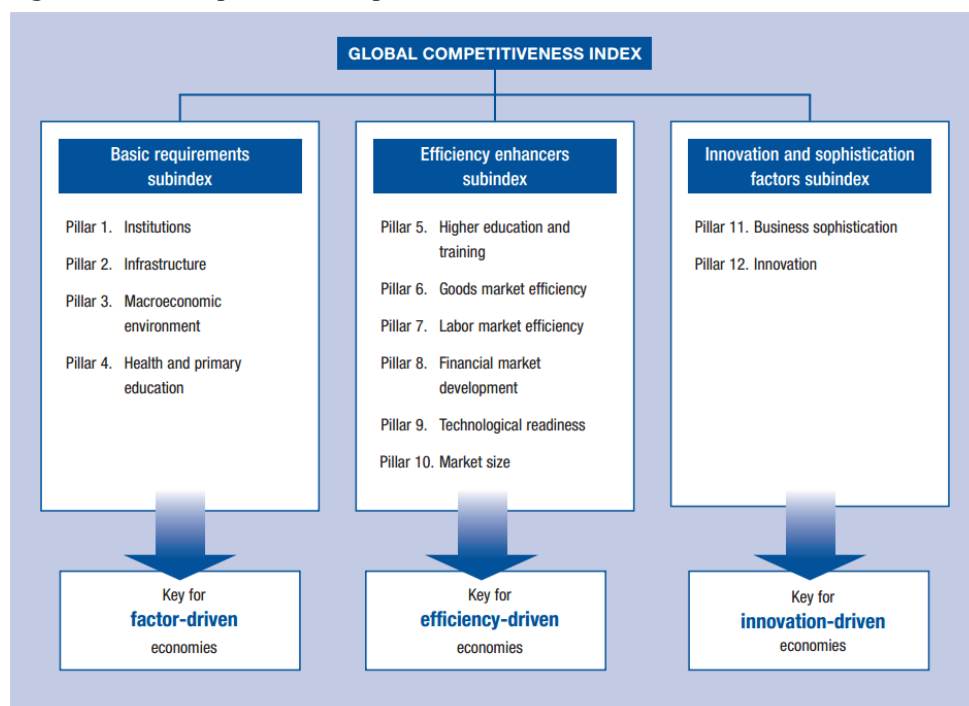 GLOBAL COMPETITIVENESS INDEX
Basic requirements
subindex
Pillar 1. Institutions
Pillar 2. Infrastructure
Pillar 3. Macroeconomic
environment
Pillar 4. Health and primary
education
Key for
factor-driven
economies
Efficiency enhancers
subindex
Pillar 5. Higher education and
training
Pillar 6. Goods market efficiency
Pillar 7. Labor market efficiency
Pillar 8. Financial market
development
Pillar 9. Technological readiness
Pillar 10. Market size
Key for
efficiency-driven
economies
Innovation and sophistication
factors subindex
Pillar 11. Business sophistication
Pillar 12. Innovation
Key for
innovation-driven
economies